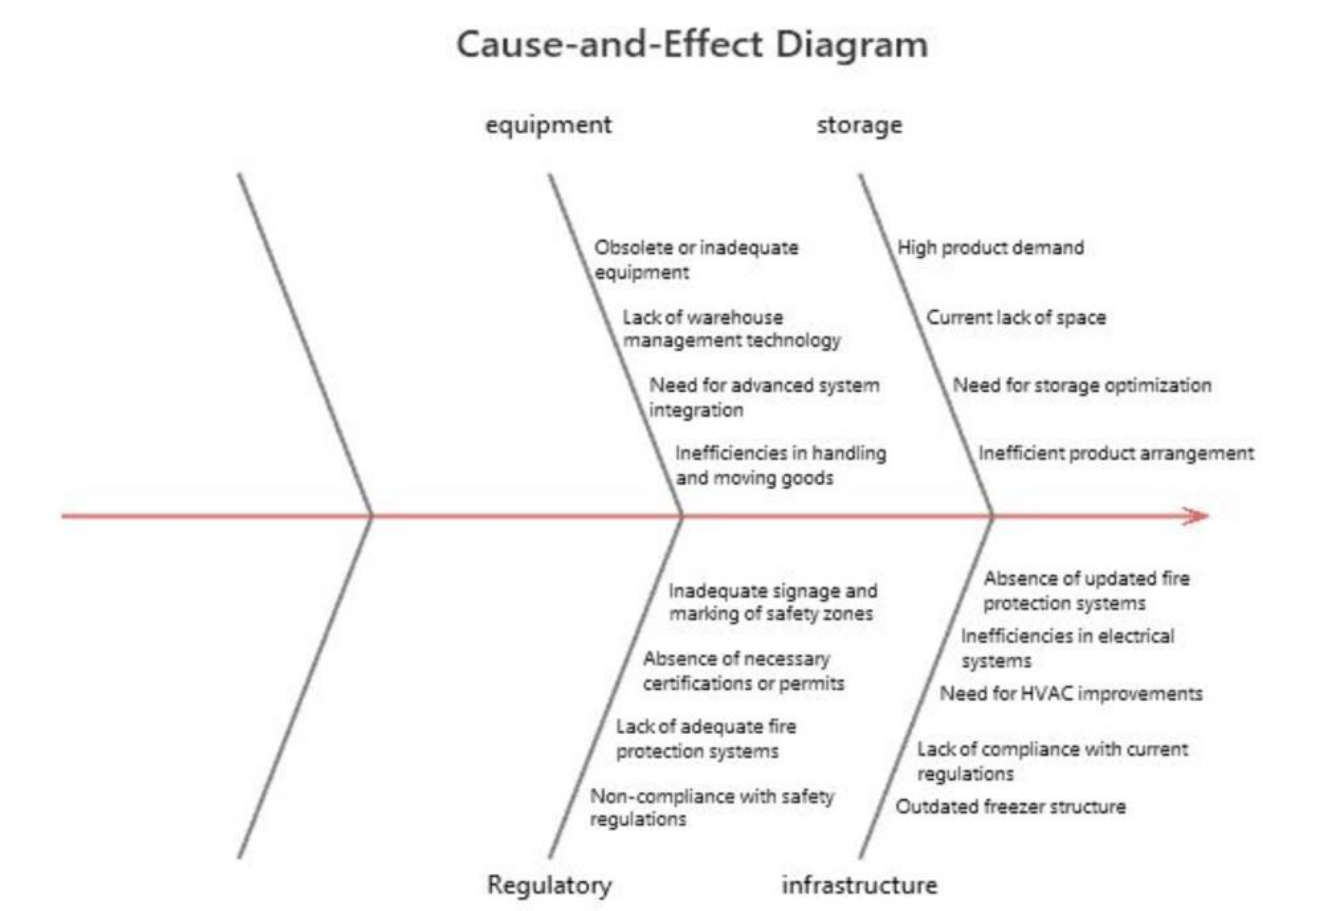 Cause-and-Effect Diagram
equipment
storage
Obsolete or inadequate
equipment
Lack of warehouse
management technology
Need for advanced system
integration
Inefficiencies in handling
and moving goods
High product demand
Current lack of space
Need for storage optimization
Inefficient product arrangement
Inadequate signage and
marking of safety zones
Absence of necessary
certifications or permits
Lack of adequate fire
protection systems
Non-compliance with safety
regulations
Absence of updated fire
protection systems
Inefficiencies in electrical
systems
Need for HVAC improvements
Lack of compliance with current
regulations
Outdated freezer structure
Regulatory
infrastructure